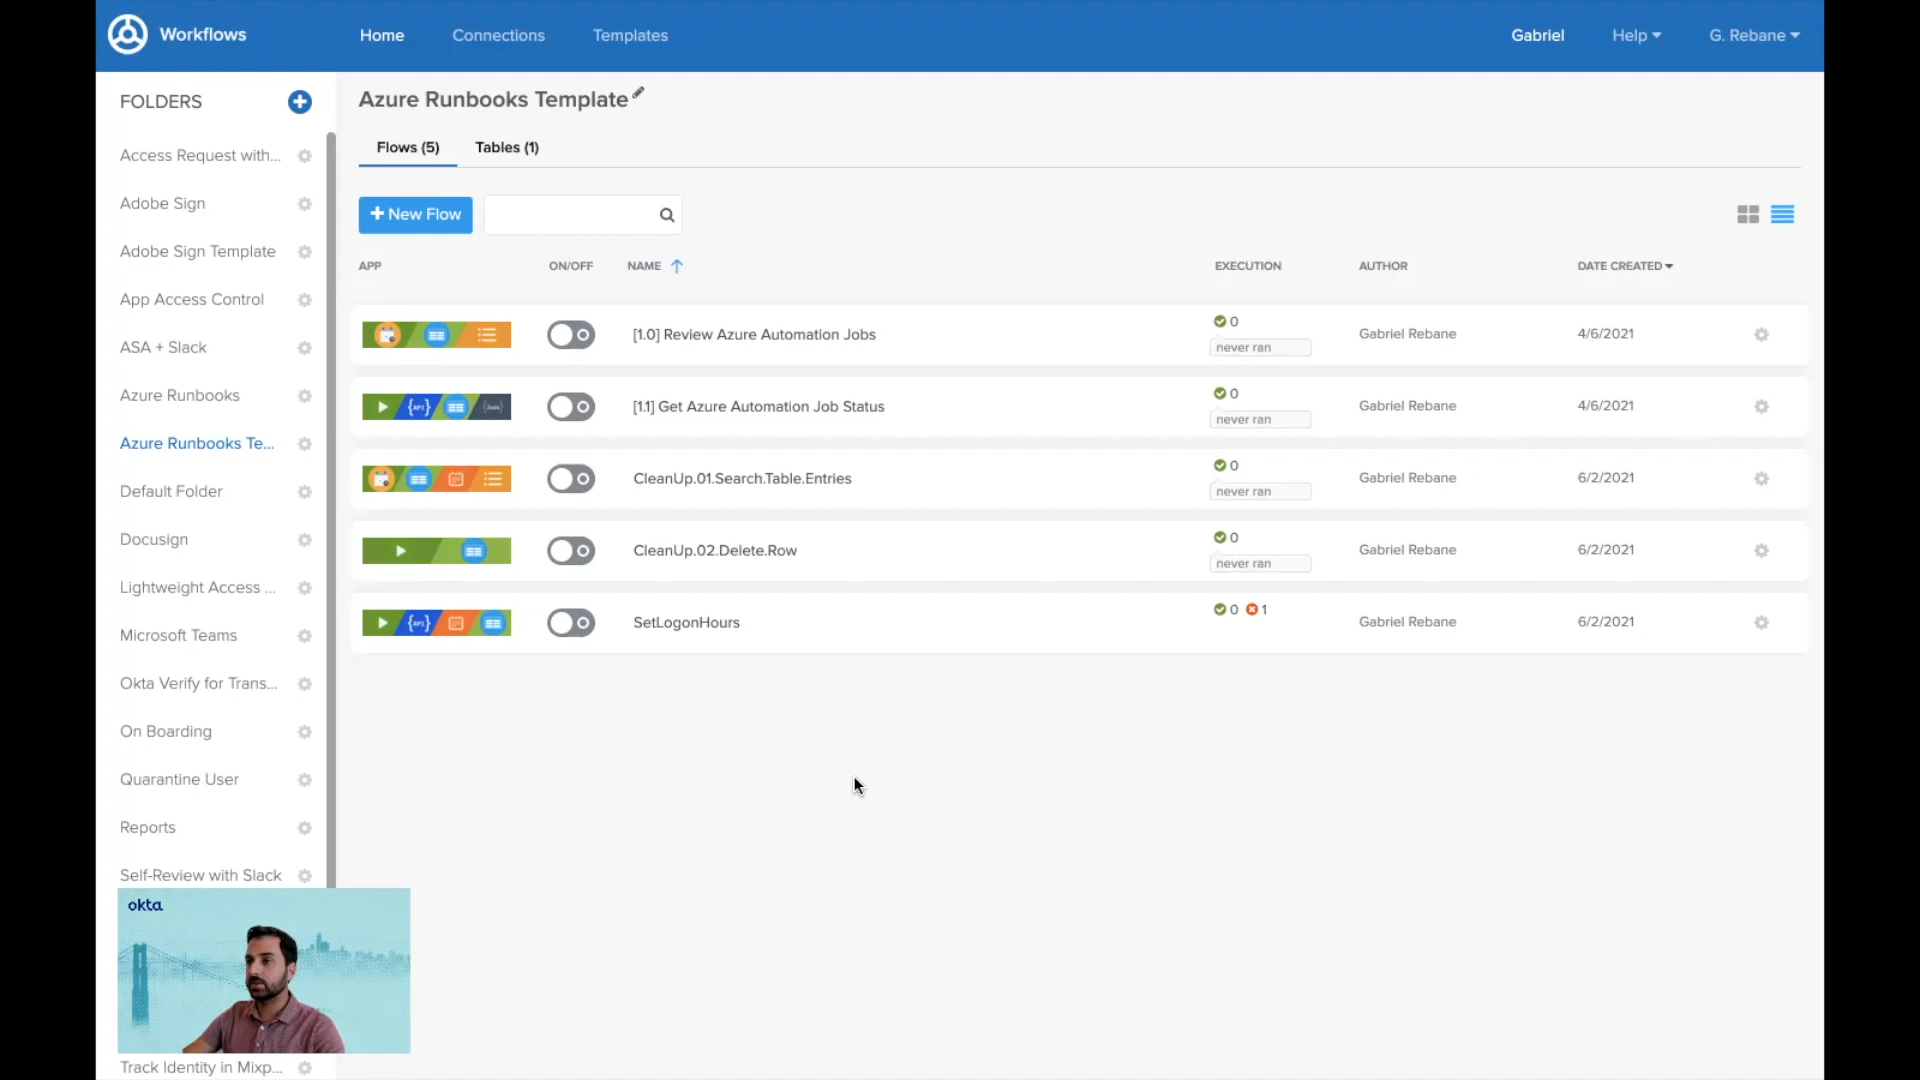 Workflows
Home Connections Templates
Gabriel Help G. Rebane
FOLDERS
Access Request with...
Adobe Sign
Adobe Sign Template
App Access Control
ASA + Slack
Azure Runbooks
Azure Runbooks Te...
Default Folder
Docusign
Lightweight Access ...
Microsoft Teams
Okta Verify for Trans...
On Boarding
Quarantine User
Reports
Self-Review with Slack
okta
Track Identity in Mixp...
Azure Runbooks Template
Flows (5) Tables (1)
+ New Flow
APP ON/OFF NAME EXECUTION AUTHOR DATE CREATED
[1.0] Review Azure Automation Jobs 0 never ran Gabriel Rebane 4/6/2021
{API} [1.1] Get Azure Automation Job Status 0 never ran Gabriel Rebane 4/6/2021
CleanUp.01.Search.Table.Entries 0 never ran Gabriel Rebane 6/2/2021
CleanUp.02.Delete.Row 0 never ran Gabriel Rebane 6/2/2021
{API} SetLogonHours 0 1 Gabriel Rebane 6/2/2021